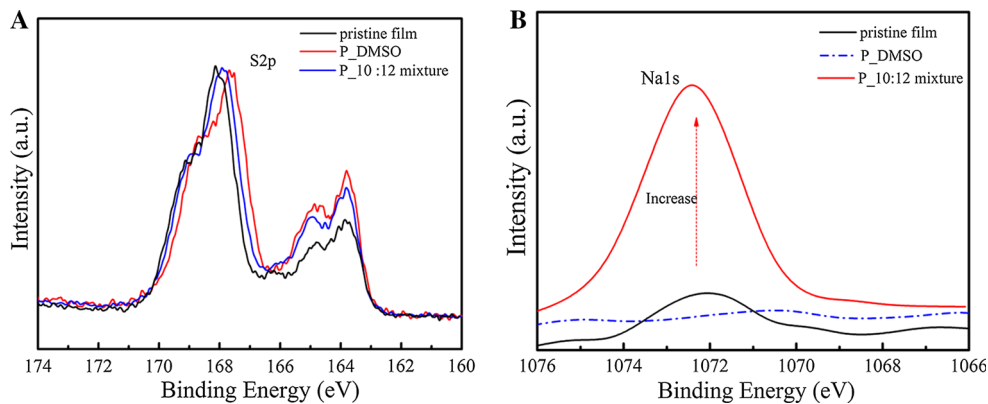 A
S2p
pristine film
P_DMSO
P_10 :12 mixture
Intensity (a.u.)
174 172 170 168 166 164 162 160
Binding Energy (eV)
B
Na1s
pristine film
P_DMSO
P_10:12 mixture
Increase
Intensity (a.u.)
1076 1074 1072 1070 1068 1066
Binding Energy (eV)